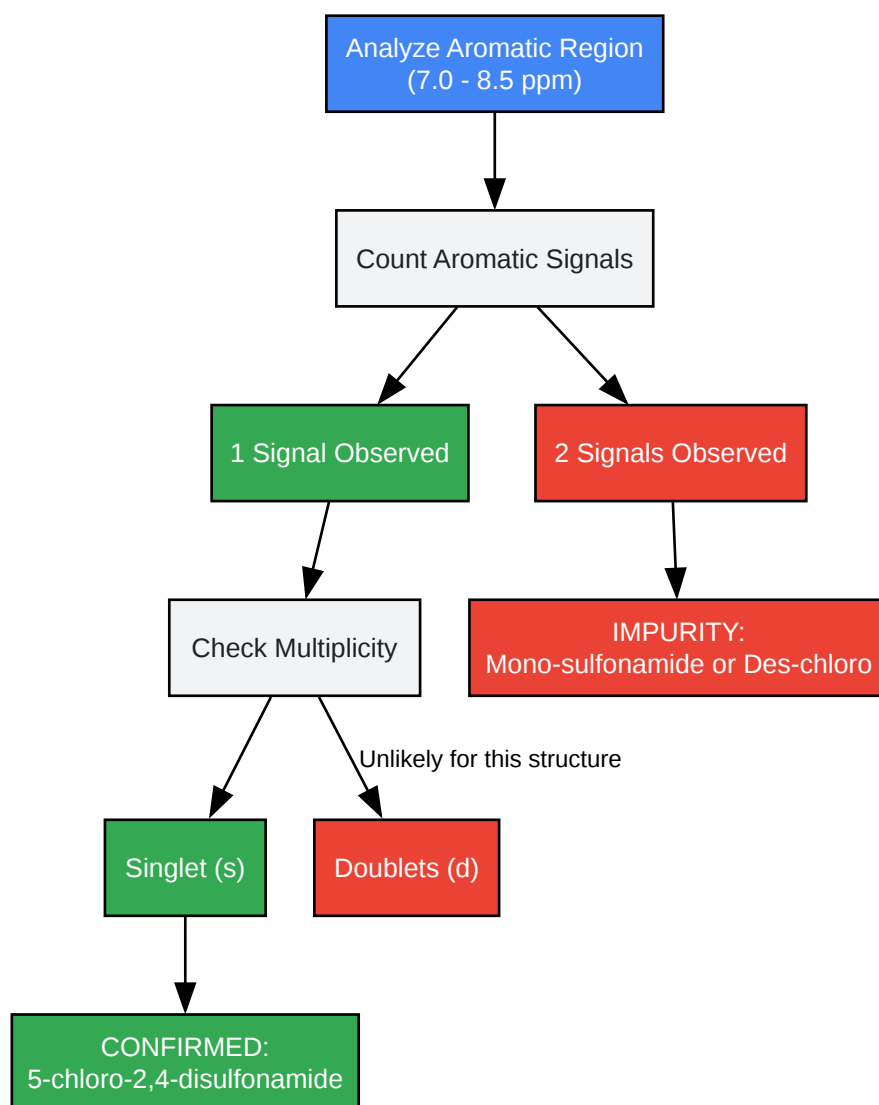 Analyze Aromatic Region
(7.0 - 8.5 ppm)
Count Aromatic Signals
1 Signal Observed
2 Signals Observed
Check Multiplicity
IMPURITY:
Mono-sulfonamide or Des-chloro
Unlikely for this structure
Singlet (s)
Doublets (d)
CONFIRMED:
5-chloro-2,4-disulfonamide